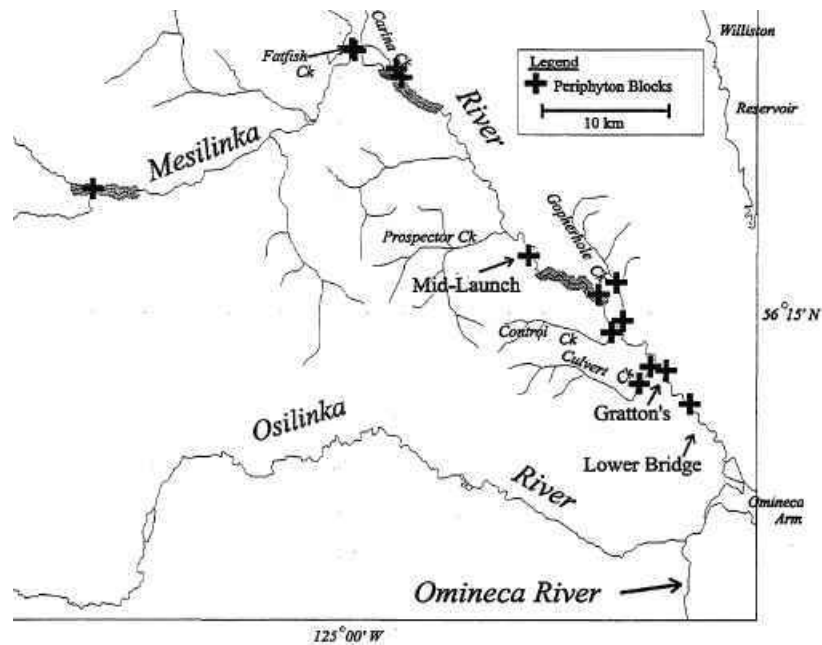 Williston
Reservoir
Legend
Periphyton Blocks
10 km
Fatfish
Ck
Carina Ck
River
Mesilinka
Prospector Ck
Mid-Launch
Gopherhole Ck
56°15' N
Control
Ck
Culvert Ck
Gratton's
Lower Bridge
Osilinka
River
Omineca
Arm
Omineca River
125°00' W